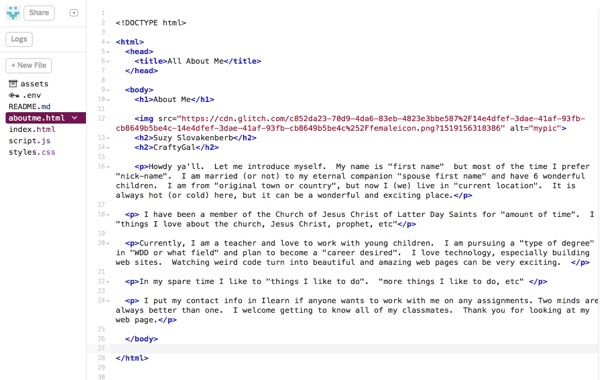 Share
Logs
+ New File
assets
.env
README.md
aboutme.html
index.html
script.js
styles.css
1
2 <!DOCTYPE html>
3
4 <html>
5 <head>
6 <title>All About Me</title>
7 </head>
8
9 <body>
10 <h1>About Me</h1>
11
12 <img src="https://cdn.glitch.com/c852da23-70d9-4da6-83eb-4823e3bbe587%2F14e4dfef-3dae-41af-93fb-
cb8649b5be4c-14e4dfef-3dae-41af-93fb-cb8649b5be4c%252Ffemaleicon.png?1519156318386" alt="mypic">
13 <h2>Suzy Slovakenberb</h2>
14 <h2>CraftyGal</h2>
15
16 <p>Howdy ya'll. Let me introduce myself. My name is "first name" but most of the time I prefer
"nick-name". I am married (or not) to my eternal companion "spouse first name" and have 6 wonderful
children. I am from "original town or country", but now I (we) live in "current location". It is
always hot (or cold) here, but it can be a wonderful and exciting place.</p>
17
18 <p> I have been a member of the Church of Jesus Christ of Latter Day Saints for "amount of time". I
"things I love about the church, Jesus Christ, prophet, etc"</p>
19
20 <p>Currently, I am a teacher and love to work with young children. I am pursuing a "type of degree"
in "WDD or what field" and plan to become a "career desired". I love technology, especially building
web sites. Watching weird code turn into beautiful and amazing web pages can be very exciting. </p>
21
22 <p>In my spare time I like to "things I like to do". "more things I like to do, etc" </p>
23
24 <p> I put my contact info in Ilearn if anyone wants to work with me on any assignments. Two minds are
always better than one. I welcome getting to know all of my classmates. Thank you for looking at my
web page.</p>
25
26 </body>
27
28 </html>
29
30